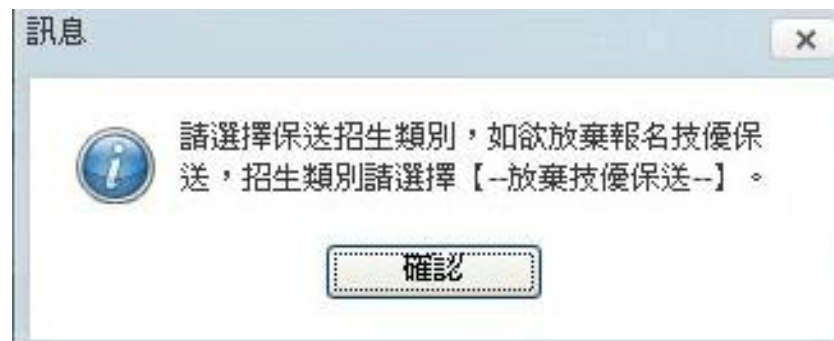 訊息
請選擇保送招生類別，如欲放棄報名技優保
送，招生類別請選擇【--放棄技優保送--】。
確認